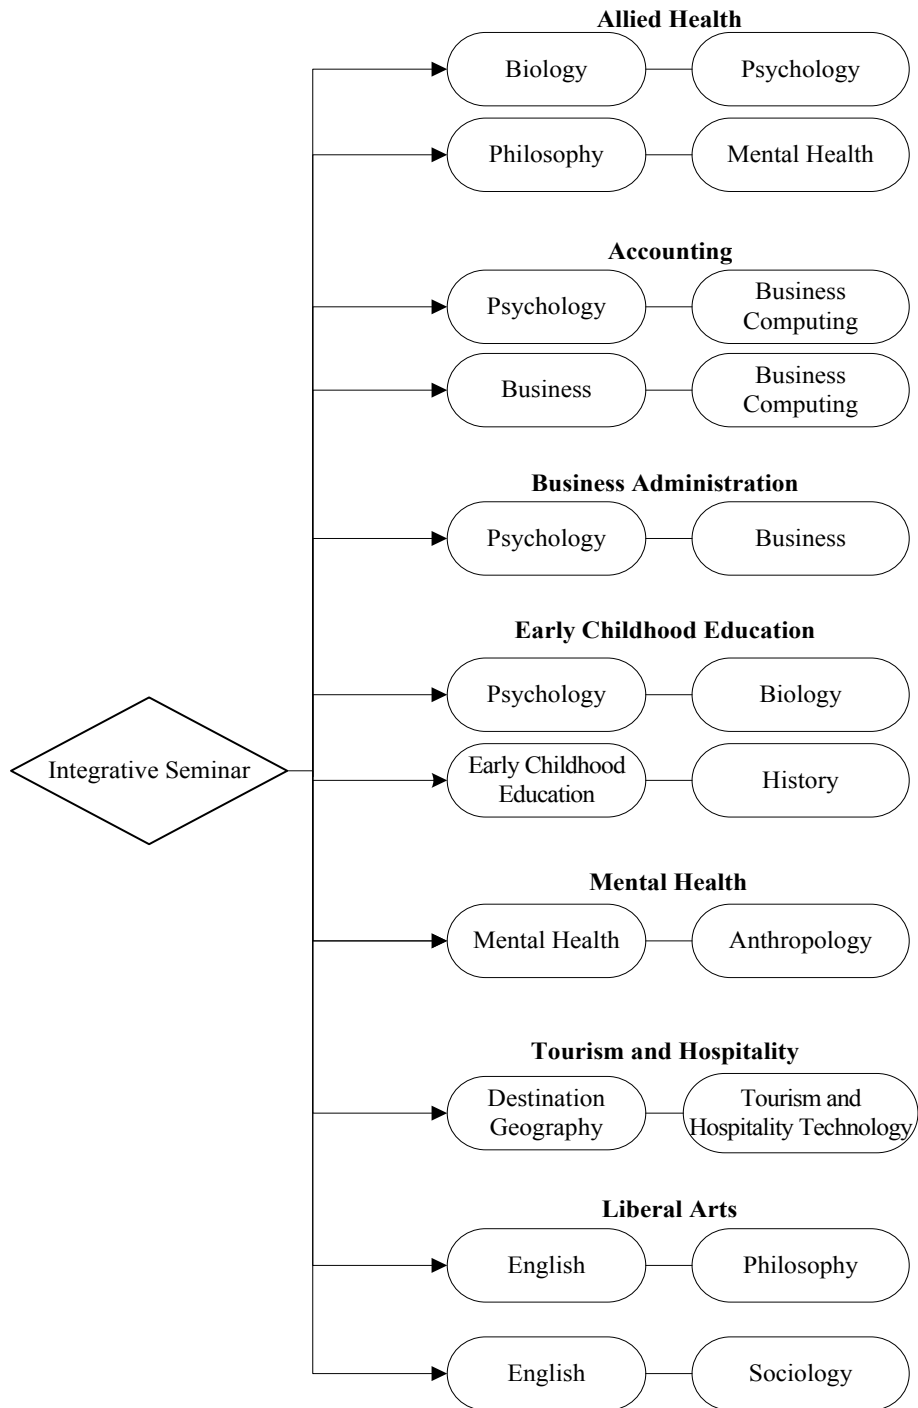 Allied Health
Biology
Psychology
Philosophy
Mental Health
Accounting
Psychology
Business
Computing
Business
Business
Computing
Business Administration
Psychology
Business
Early Childhood Education
Psychology
Biology
Integrative Seminar
Early Childhood
Education
History
Mental Health
Mental Health
Anthropology
Tourism and Hospitality
Destination
Geography
Tourism and
Hospitality Technology
Liberal Arts
English
Philosophy
English
Sociology